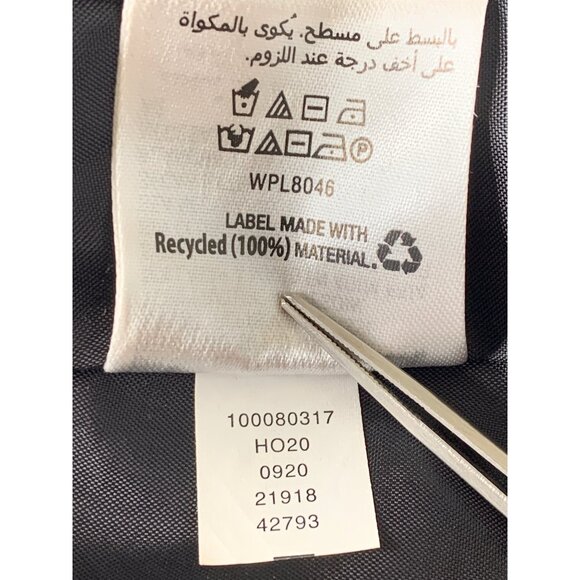 بالبسط على مسطح. يُكوى بالمكواة
على أخف درجة عند اللزوم.
P
WPL8046
LABEL MADE WITH
Recycled (100%) MATERIAL.
100080317
HO20
0920
21918
42793